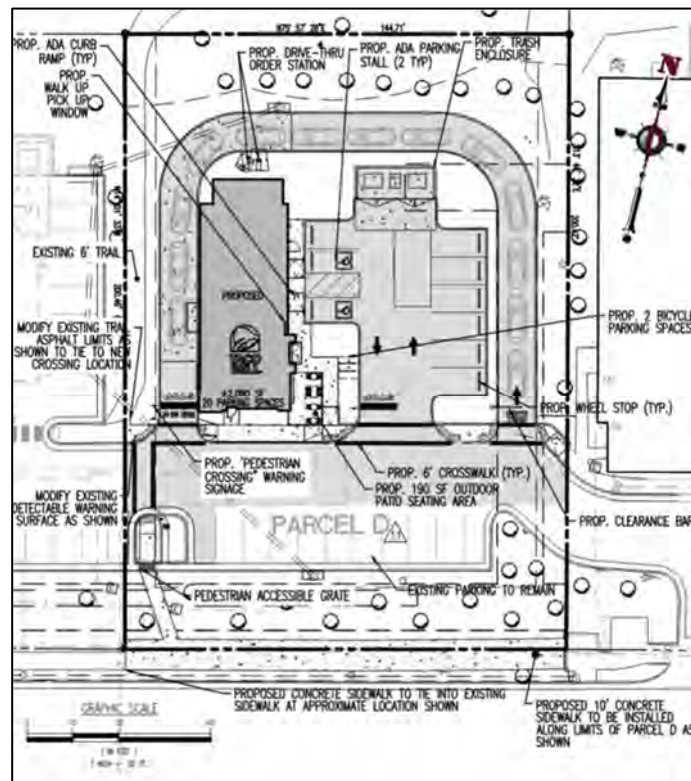 144.71'
PROP. ADA CURB
RAMP (TYP)
PROP.
WALK UP
PICK UP
WINDOW
PROP. DRIVE-THRU
ORDER STATION
PROP. ADA PARKING
STALL (2 TYP)
PROP. TRASH
ENCLOSURE
N
EXISTING 6' TRAIL
PROPOSED
MODIFY EXISTING TRAIL
ASPHALT LIMITS AS
SHOWN TO TIE TO NEW
CROSSING LOCATION
PROP. 2 BICYCLE
PARKING SPACES
20 PARKING SPACES
PROP. WHEEL STOP (TYP.)
PROP. "PEDESTRIAN
CROSSING" WARNING
SIGNAGE
PROP. 6' CROSSWALK (TYP.)
PROP. 190 SF OUTDOOR
PATIO SEATING AREA
MODIFY EXISTING
DETECTABLE WARNING
SURFACE AS SHOWN
PROP. CLEARANCE BAR
PARCEL D
PEDESTRIAN ACCESSIBLE GRATE
EXISTING PARKING TO REMAIN
PROPOSED CONCRETE SIDEWALK TO TIE INTO EXISTING
SIDEWALK AT APPROXIMATE LOCATION SHOWN
PROPOSED 10' CONCRETE
SIDEWALK TO BE INSTALLED
ALONG LIMITS OF PARCEL D AS
SHOWN
GRAPHIC SCALE